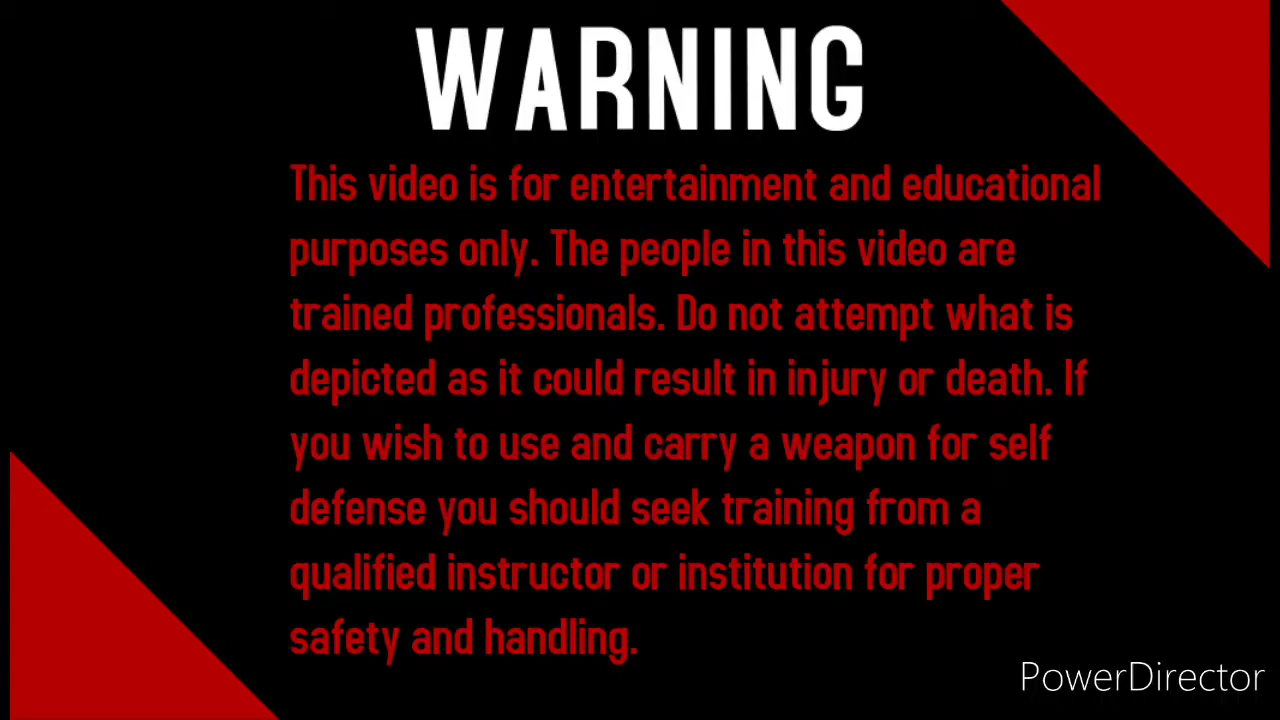 WARNING
This video is for entertainment and educational
purposes only. The people in this video are
trained professionals. Do not attempt what is
depicted as it could result in injury or death. If
you wish to use and carry a weapon for self
defense you should seek training from a
qualified instructor or institution for proper
safety and handling.
PowerDirector